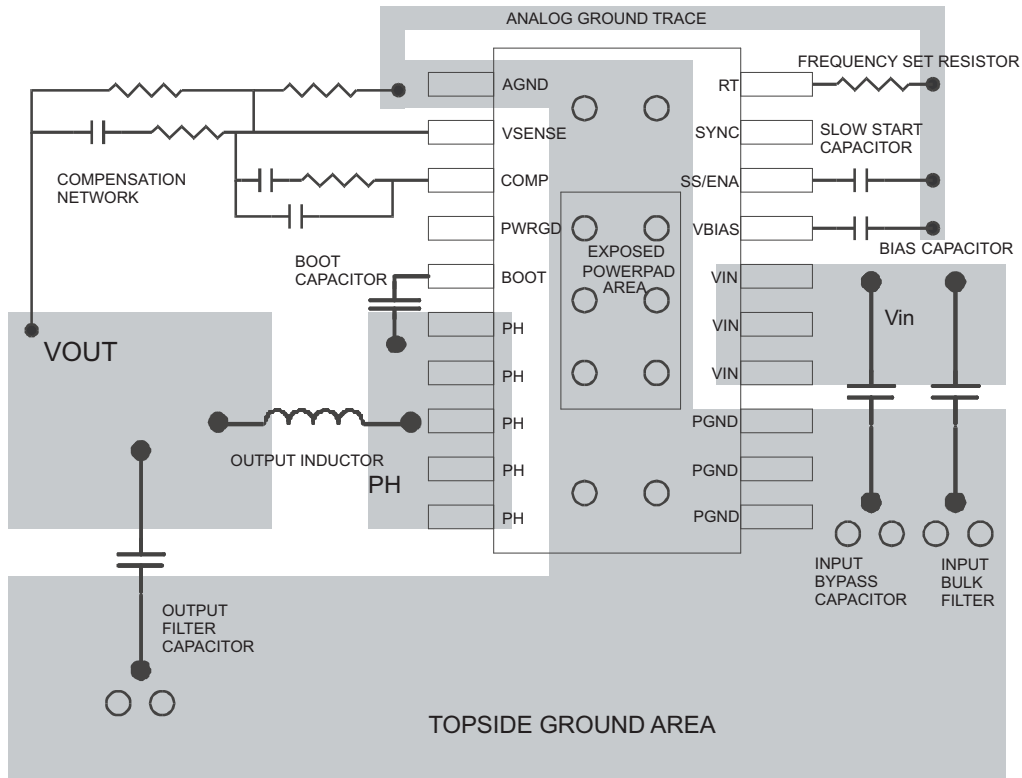 ANALOG GROUND TRACE
FREQUENCY SET RESISTOR
AGND
RT
VSENSE
SYNC
SLOW START
CAPACITOR
COMPENSATION
NETWORK
COMP
SS/ENA
PWRGD
VBIAS
BIAS CAPACITOR
EXPOSED
POWERPAD
AREA
BOOT
CAPACITOR
BOOT
VIN
Vin
PH
VIN
VOUT
PH
VIN
PH
PGND
OUTPUT INDUCTOR
PH
PH
PGND
PH
PGND
INPUT
BYPASS
CAPACITOR
INPUT
BULK
FILTER
OUTPUT
FILTER
CAPACITOR
TOPSIDE GROUND AREA